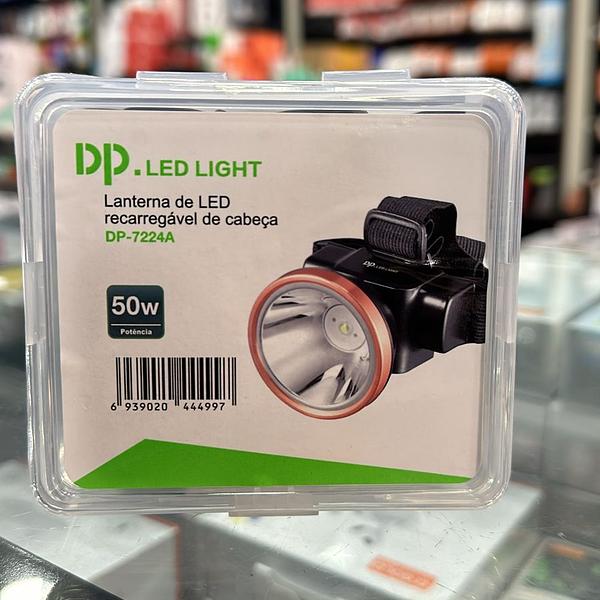 DP.LED LIGHT
Lanterna de LED
recarregável de cabeça
DP-7224A
DP.LED LIGHT
50w
Potência
6 939020 444997